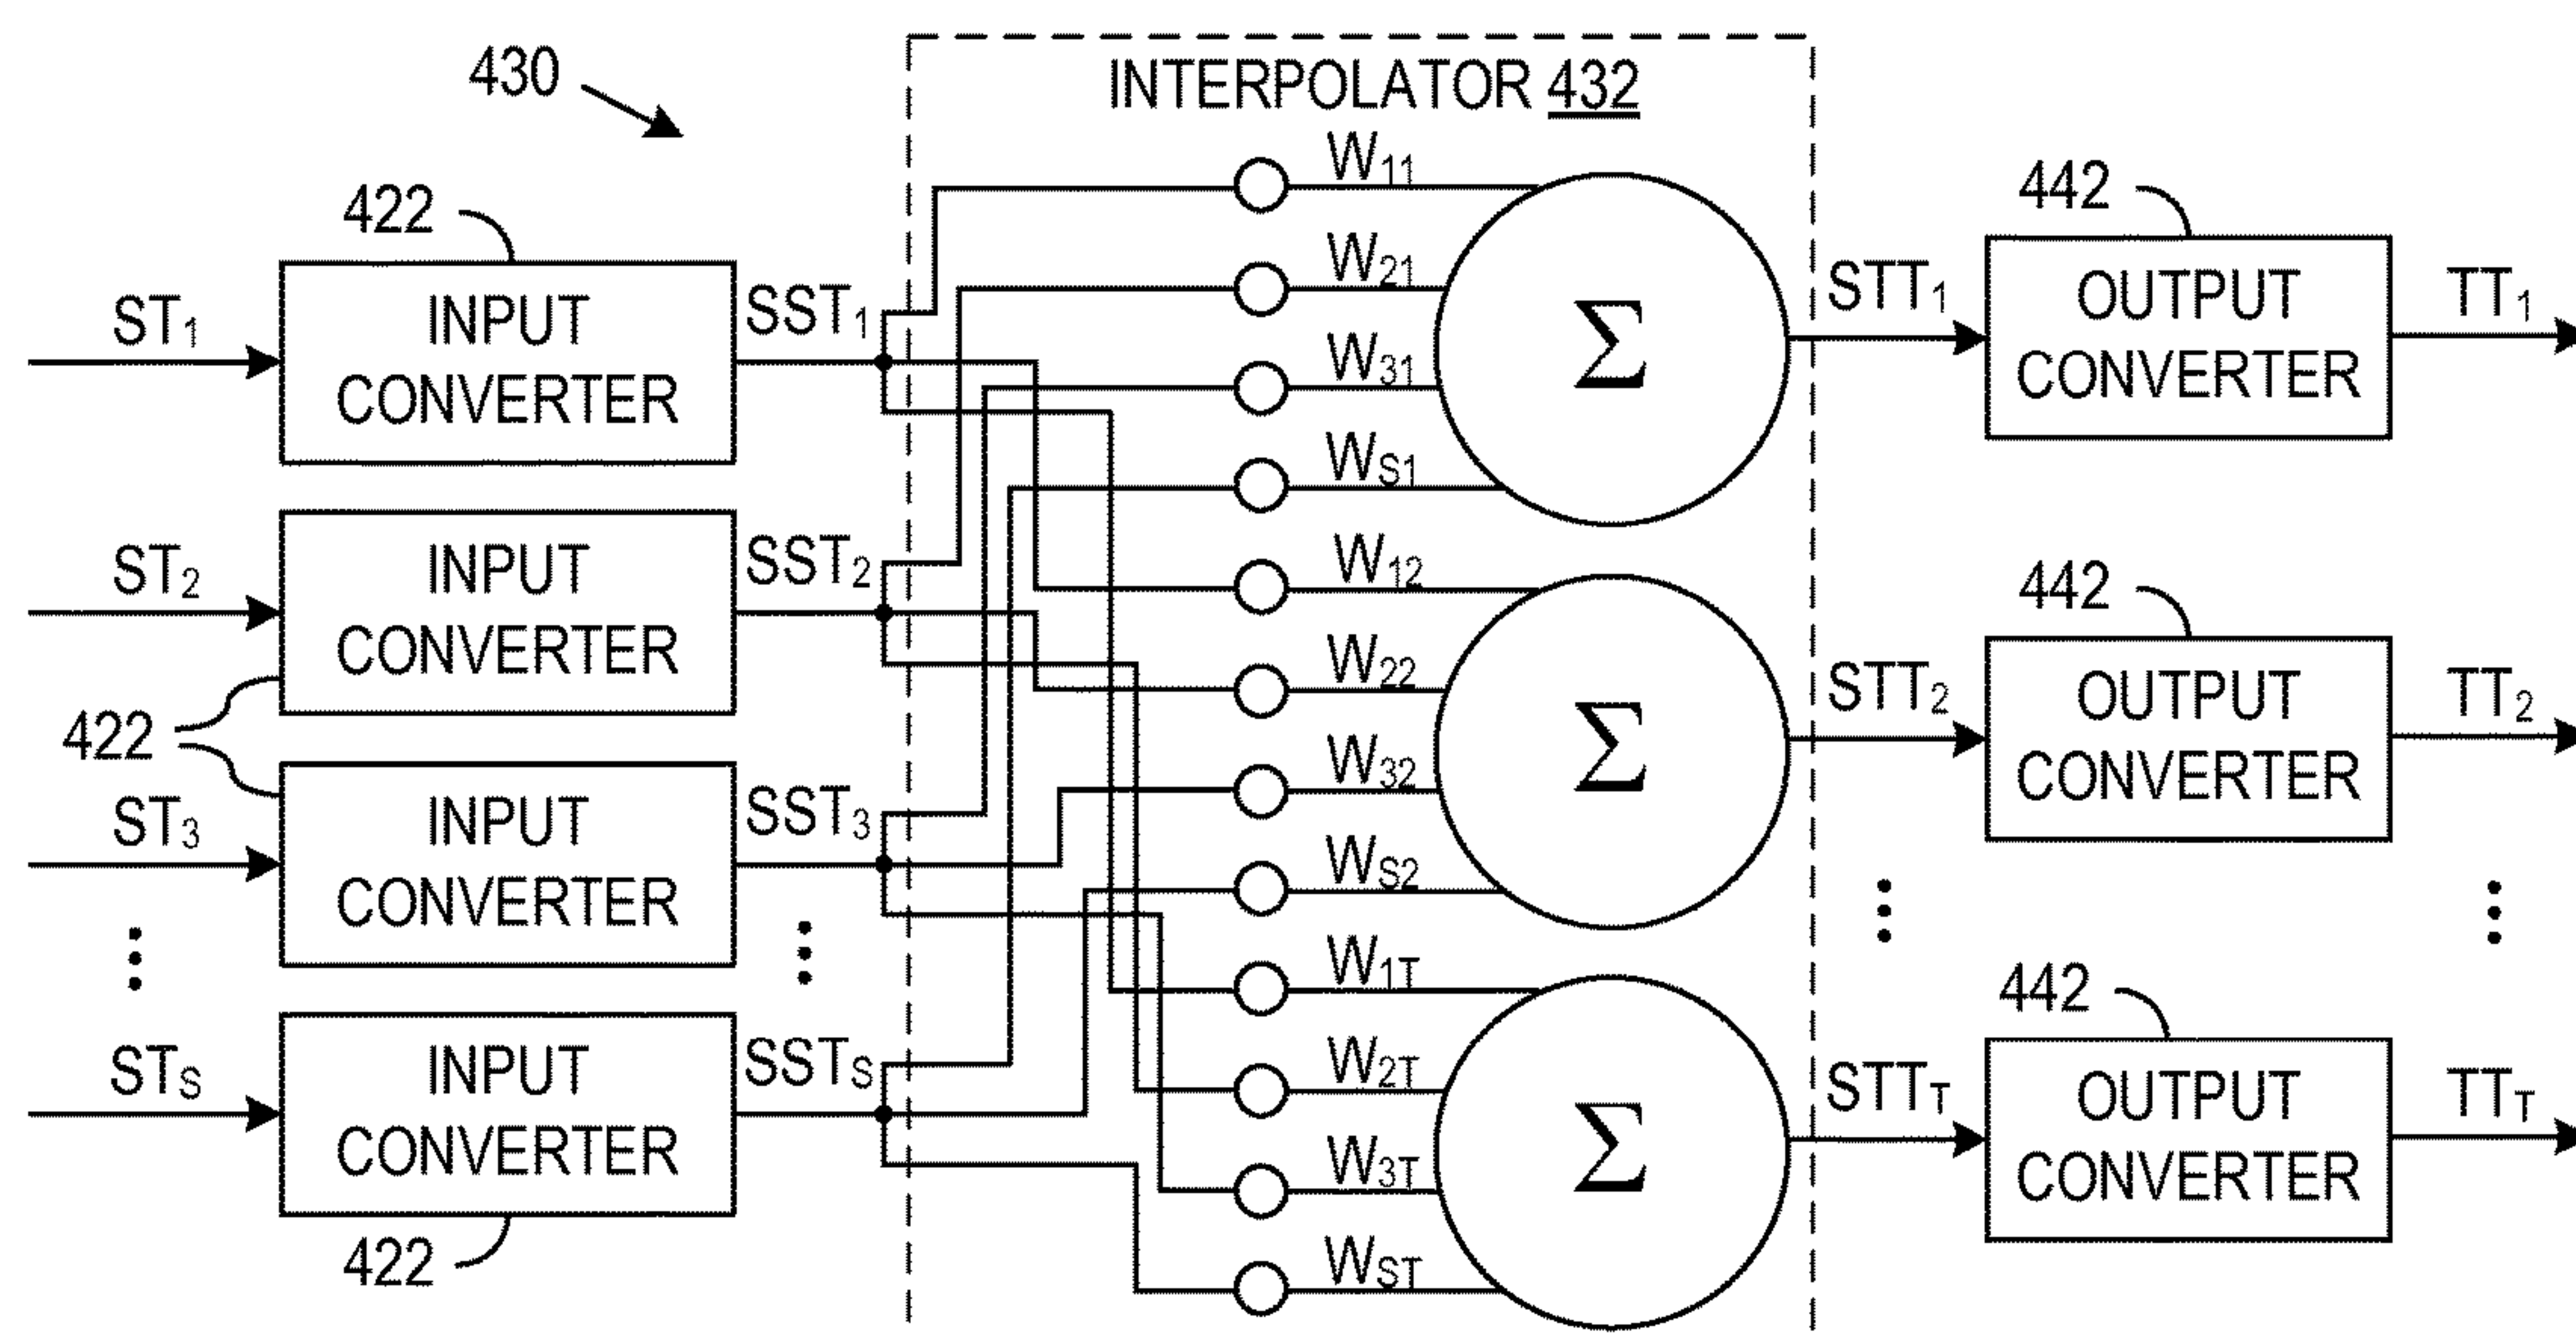 430
INTERPOLATOR 432
422
ST₁
INPUT
CONVERTER
SST₁
ST₂
INPUT
CONVERTER
SST₂
422
ST₃
INPUT
CONVERTER
SST₃
STₛ
INPUT
CONVERTER
SSTₛ
422
W₁₁
W₂₁
W₃₁
Wₛ₁
W₁₂
W₂₂
W₃₂
Wₛ₂
W₁T
W₂T
W₃T
WST
Σ
Σ
Σ
442
STT₁
OUTPUT
CONVERTER
TT₁
442
STT₂
OUTPUT
CONVERTER
TT₂
442
STTT
OUTPUT
CONVERTER
TTT